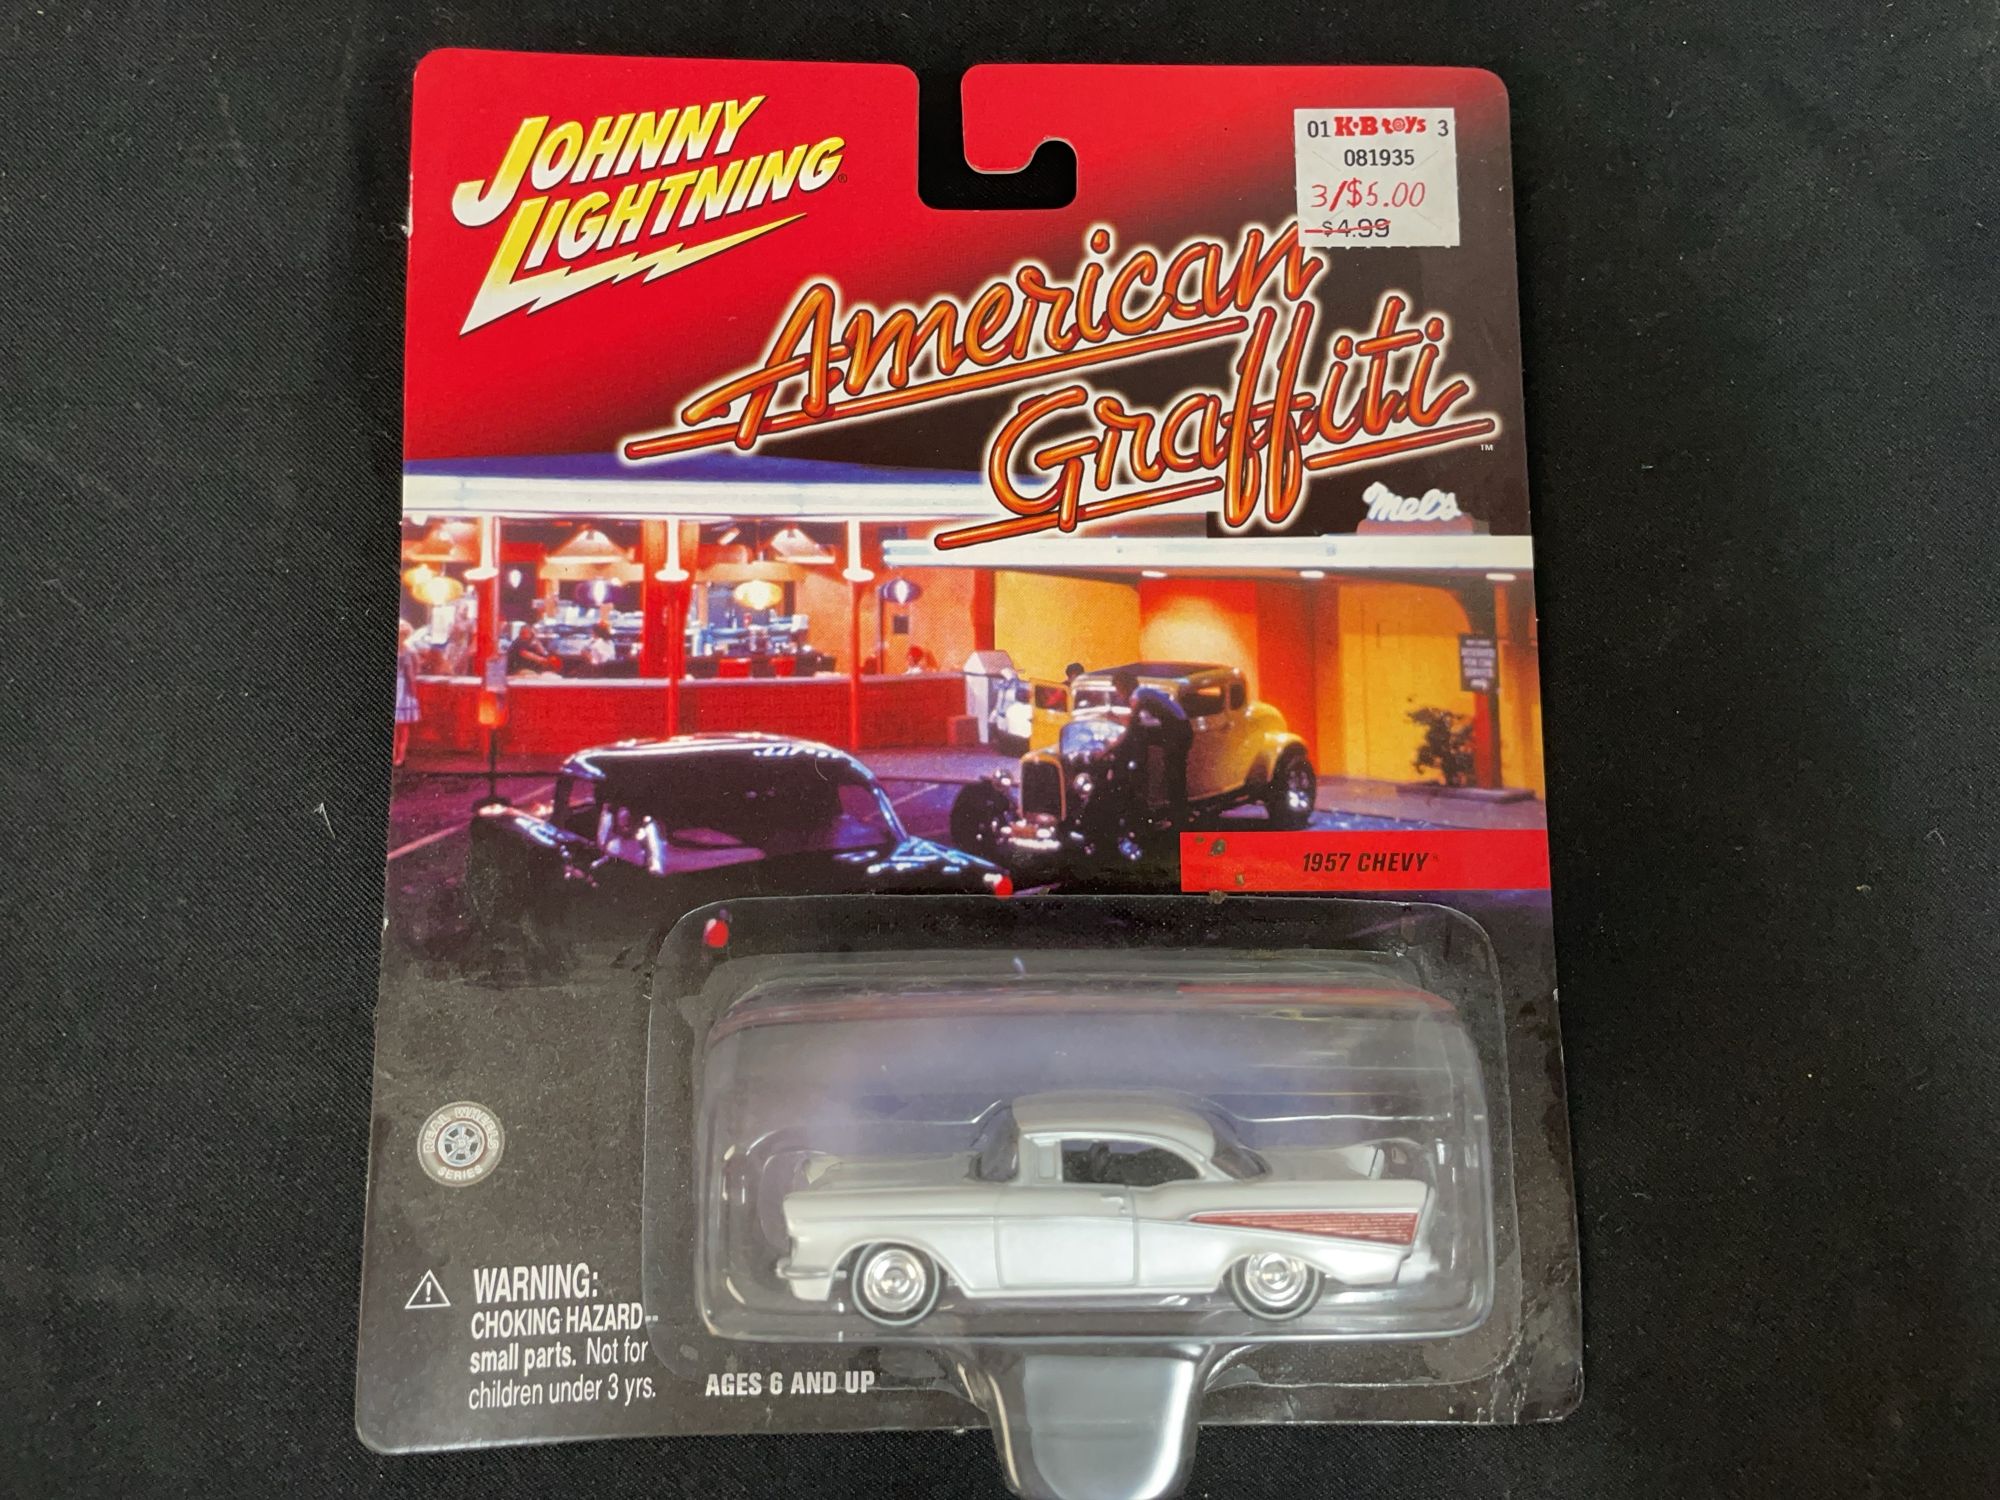 JOHNNY
LIGHTNING®
01 K·B toys 3
081935
3/$5.00
$4.99
American
Graffiti™
Mel's
1957 CHEVY®
REAL WHEELS
SERIES
WARNING:
CHOKING HAZARD--
small parts. Not for
children under 3 yrs.
AGES 6 AND UP